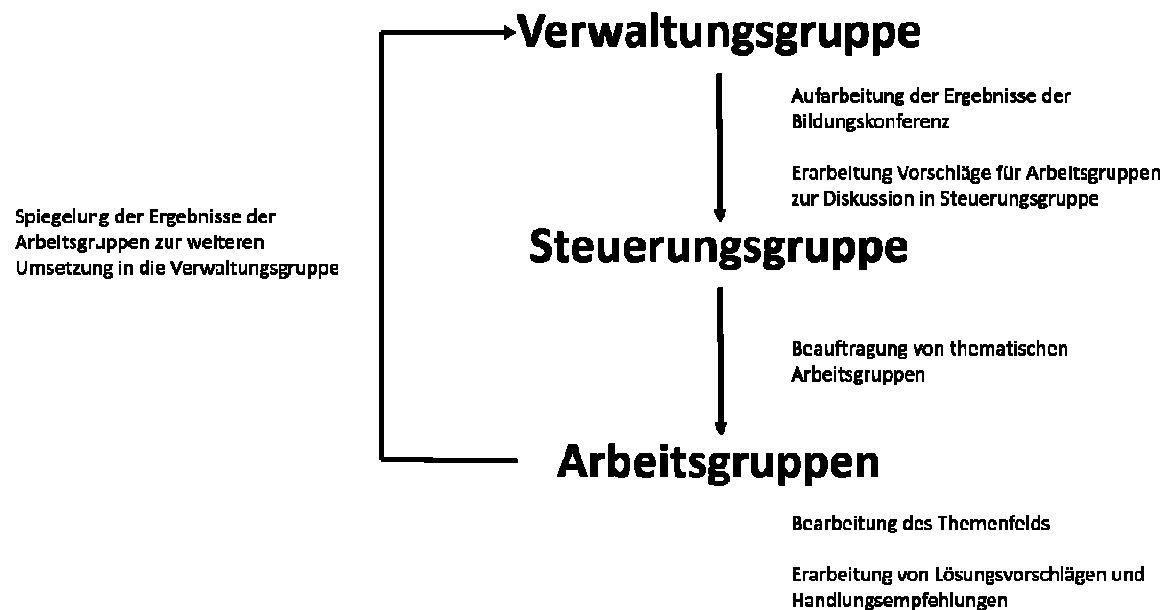 Verwaltungsgruppe
Aufarbeitung der Ergebnisse der
Bildungskonferenz
Erarbeitung Vorschläge für Arbeitsgruppen
zur Diskussion in Steuerungsgruppe
Spiegelung der Ergebnisse der
Arbeitsgruppen zur weiteren
Umsetzung in die Verwaltungsgruppe
Steuerungsgruppe
Beauftragung von thematischen
Arbeitsgruppen
Arbeitsgruppen
Bearbeitung des Themenfelds
Erarbeitung von Lösungsvorschlägen und
Handlungsempfehlungen